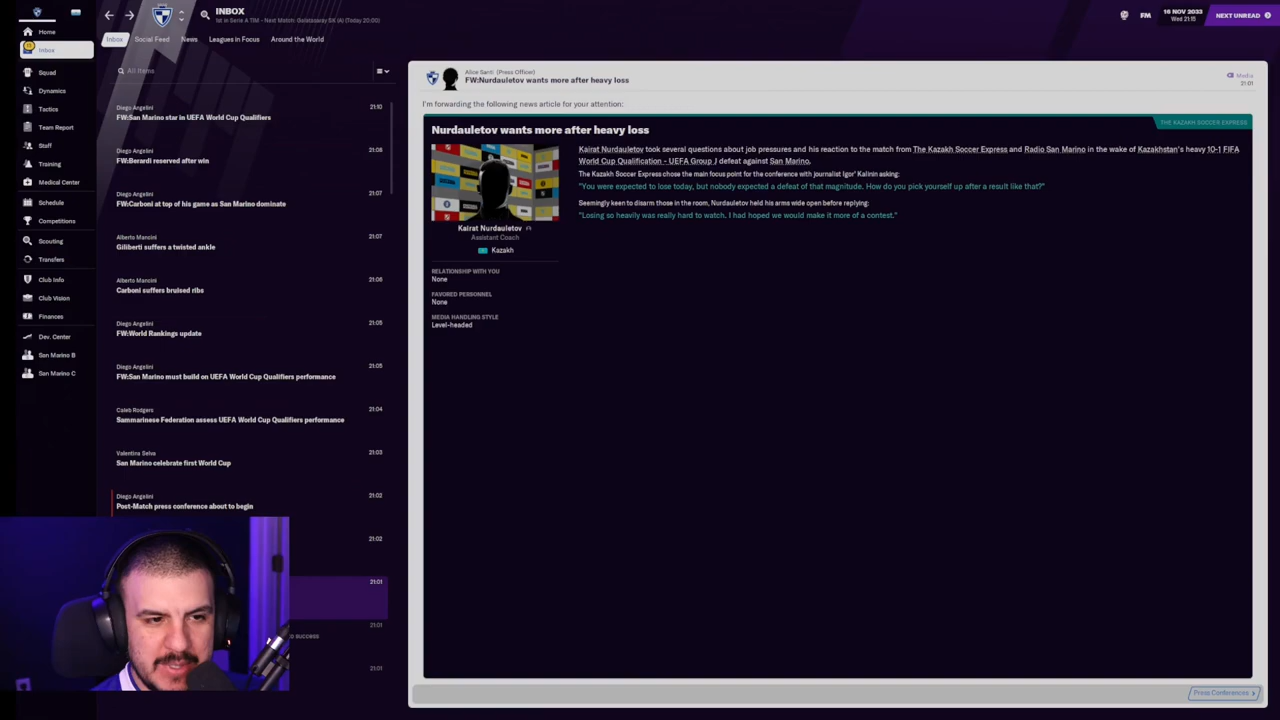 INBOX
1st in Serie A TIM - Next Match: Galatasaray SK (A) (Today 20:00)
FM
16 NOV 2033
Wed 21:15
NEXT UNREAD
Home
Inbox
Squad
Dynamics
Tactics
Team Report
Staff
Training
Medical Center
Schedule
Competitions
Scouting
Transfers
Club Info
Club Vision
Finances
Dev. Center
San Marino B
San Marino C
Inbox
Social Feed
News
Leagues in Focus
Around the World
All Items
Diego Angelini
21:10
FW:San Marino star in UEFA World Cup Qualifiers
Diego Angelini
21:08
FW:Berardi reserved after win
Diego Angelini
21:07
FW:Carboni at top of his game as San Marino dominate
Alberto Mancini
21:07
Giliberti suffers a twisted ankle
Alberto Mancini
21:06
Carboni suffers bruised ribs
Diego Angelini
21:05
FW:World Rankings update
Diego Angelini
21:05
FW:San Marino must build on UEFA World Cup Qualifiers performance
Caleb Rodgers
21:04
Sammarinese Federation assess UEFA World Cup Qualifiers performance
Valentina Selva
21:03
San Marino celebrate first World Cup
Diego Angelini
21:02
Post-Match press conference about to begin
21:02
21:01
21:01
success
21:01
Alice Santi (Press Officer)
FW:Nurdauletov wants more after heavy loss
Media
21:01
I'm forwarding the following news article for your attention:
THE KAZAKH SOCCER EXPRESS
Nurdauletov wants more after heavy loss
Kairat Nurdauletov
Assistant Coach
Kazakh
RELATIONSHIP WITH YOU
None
FAVORED PERSONNEL
None
MEDIA HANDLING STYLE
Level-headed
Kairat Nurdauletov took several questions about job pressures and his reaction to the match from The Kazakh Soccer Express and Radio San Marino in the wake of Kazakhstan's heavy 10-1 FIFA
World Cup Qualification - UEFA Group J defeat against San Marino.
The Kazakh Soccer Express chose the main focus point for the conference with journalist Igor' Kalinin asking:
"You were expected to lose today, but nobody expected a defeat of that magnitude. How do you pick yourself up after a result like that?"
Seemingly keen to disarm those in the room, Nurdauletov held his arms wide open before replying:
"Losing so heavily was really hard to watch. I had hoped we would make it more of a contest."
Press Conferences